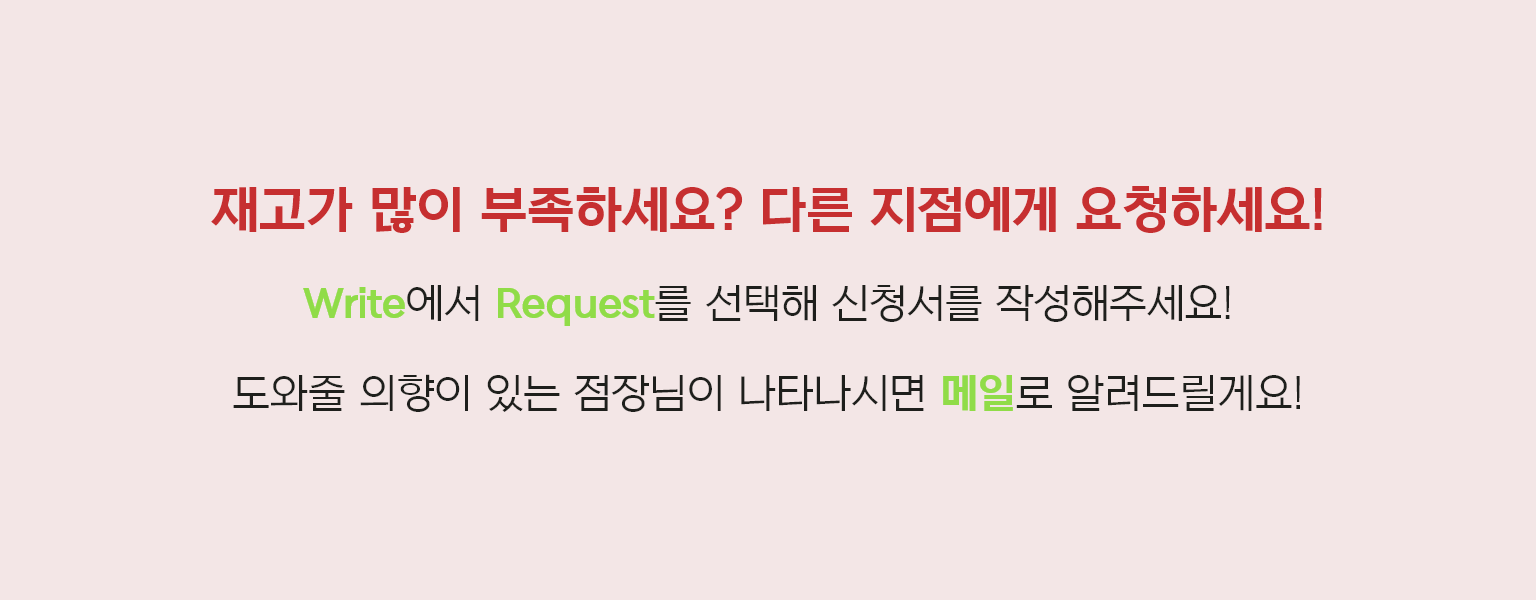 재고가 많이 부족하세요? 다른 지점에게 요청하세요!
Write에서 Request를 선택해 신청서를 작성해주세요!
도와줄 의향이 있는 점장님이 나타나시면 메일로 알려드릴게요!